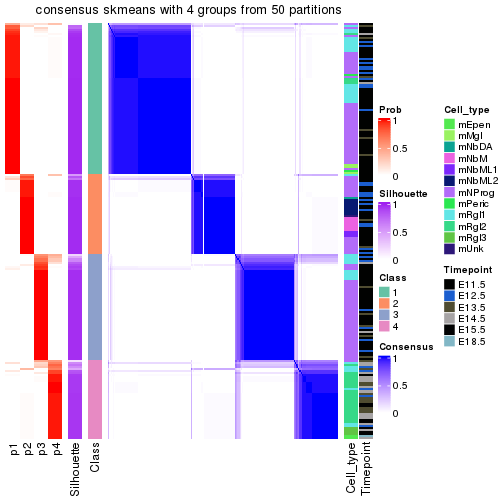 consensus skmeans with 4 groups from 50 partitions
Prob
1
0.5
0
Silhouette
1
0.5
0
Class
1
2
3
4
Consensus
1
0.5
0
Cell_type
mEpen
mMgl
mNbDA
mNbM
mNbML1
mNbML2
mNProg
mPeric
mRgl1
mRgl2
mRgl3
mUnk
Timepoint
E11.5
E12.5
E13.5
E14.5
E15.5
E18.5
p1
p2
p3
p4
Silhouette
Class
Cell_type
Timepoint